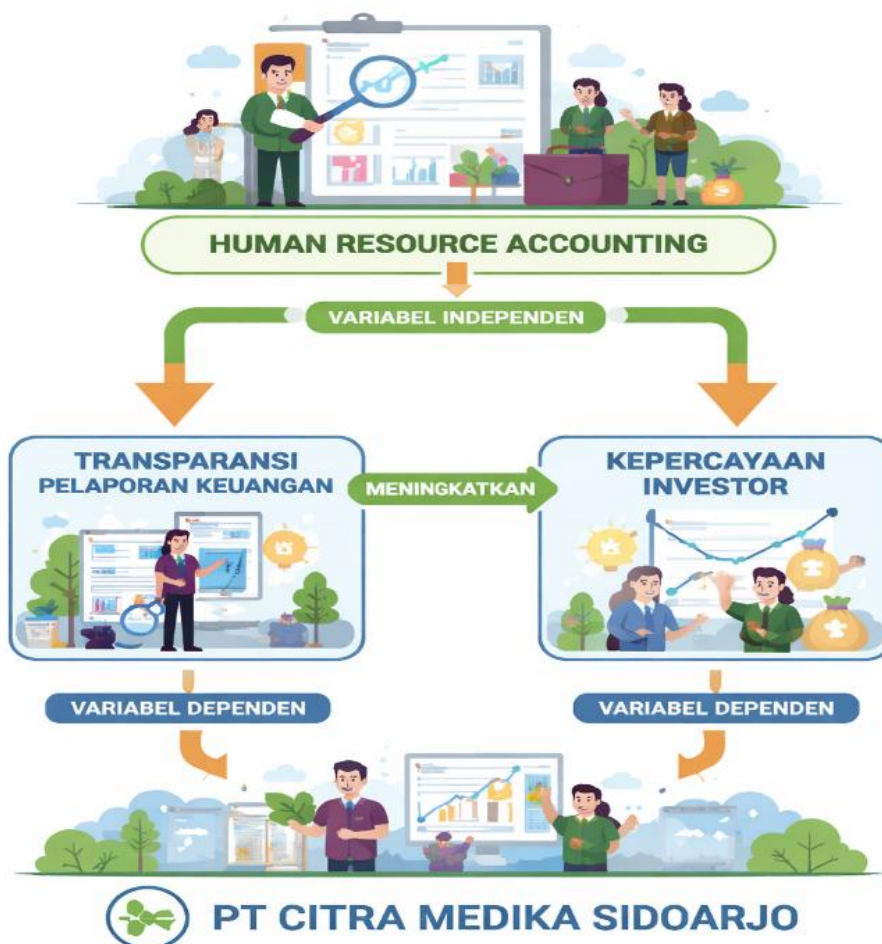 HUMAN RESOURCE ACCOUNTING
VARIABEL INDEPENDEN
TRANSPARANSI
PELAPORAN KEUANGAN
MENINGKATKAN
KEPERCAYAAN
INVESTOR
VARIABEL DEPENDEN
VARIABEL DEPENDEN
PT CITRA MEDIKA SIDOARJO